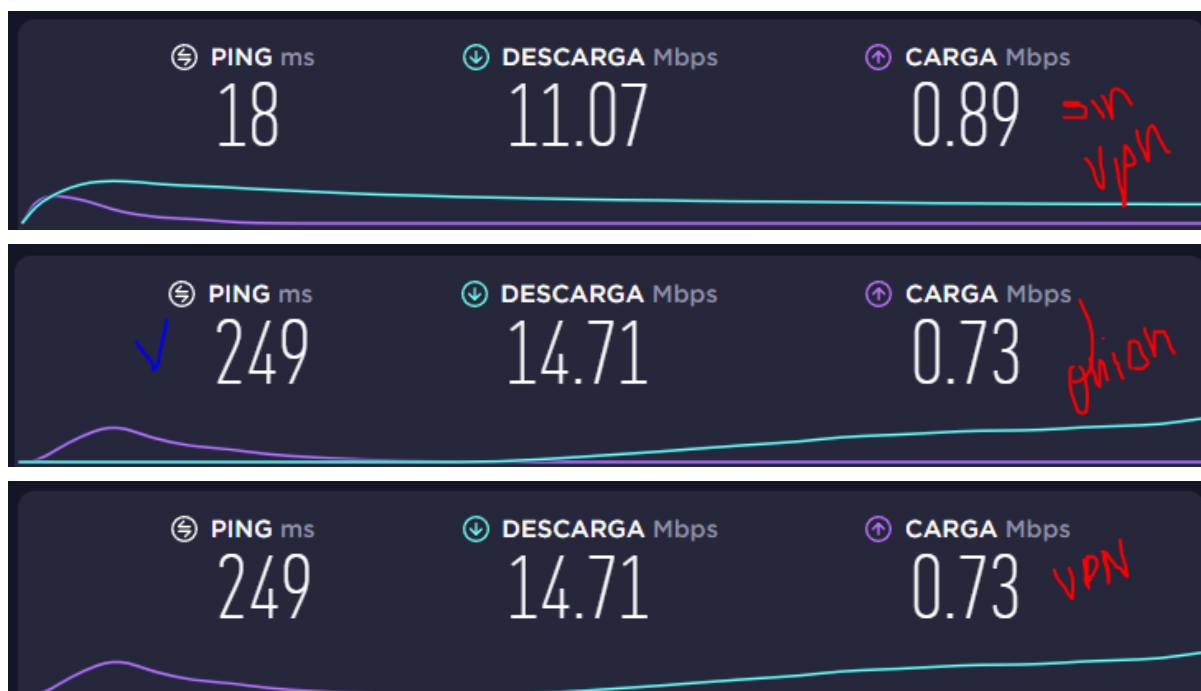 PING ms DESCARGA Mbps CARGA Mbps
18 11.07 0.89 sin
vpn
PING ms DESCARGA Mbps CARGA Mbps
249 14.71 0.73 onion
PING ms DESCARGA Mbps CARGA Mbps
249 14.71 0.73 VPN